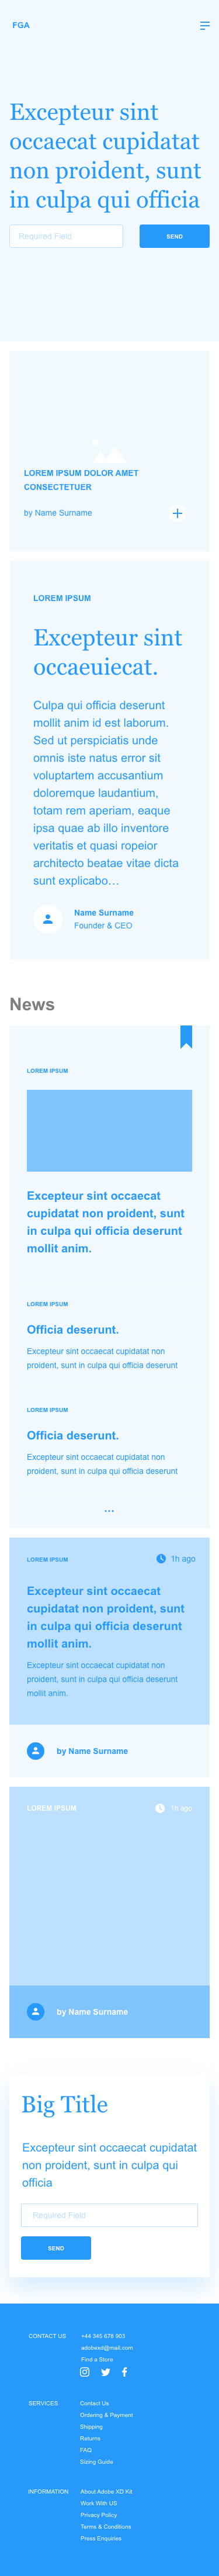 FGA
Excepteur sint
occaecat cupidatat
non proident, sunt
in culpa qui officia
Required Field
SEND
LOREM IPSUM DOLOR AMET
CONSECTETUER
by Name Surname
LOREM IPSUM
Excepteur sint
occaeuiecat.
Culpa qui officia deserunt
mollit anim id est laborum.
Sed ut perspiciatis unde
omnis iste natus error sit
voluptatem accusantium
doloremque laudantium,
totam rem aperiam, eaque
ipsa quae ab illo inventore
veritatis et quasi ropeior
architecto beatae vitae dicta
sunt explicabo…
Name Surname
Founder & CEO
News
LOREM IPSUM
Excepteur sint occaecat
cupidatat non proident, sunt
in culpa qui officia deserunt
mollit anim.
LOREM IPSUM
Officia deserunt.
Excepteur sint occaecat cupidatat non
proident, sunt in culpa qui officia deserunt
LOREM IPSUM
Officia deserunt.
Excepteur sint occaecat cupidatat non
proident, sunt in culpa qui officia deserunt
...
LOREM IPSUM 1h ago
Excepteur sint occaecat
cupidatat non proident, sunt
in culpa qui officia deserunt
mollit anim.
Excepteur sint occaecat cupidatat non
proident, sunt in culpa qui officia deserunt
mollit anim.
by Name Surname
LOREM IPSUM 1h ago
by Name Surname
Big Title
Excepteur sint occaecat cupidatat
non proident, sunt in culpa qui
officia
Required Field
SEND
CONTACT US +44 345 678 903
adobexd@mail.com
Find a Store
SERVICES Contact Us
Ordering & Payment
Shipping
Returns
FAQ
Sizing Guide
INFORMATION About Adobe XD Kit
Work With US
Privacy Policy
Terms & Conditions
Press Enquiries